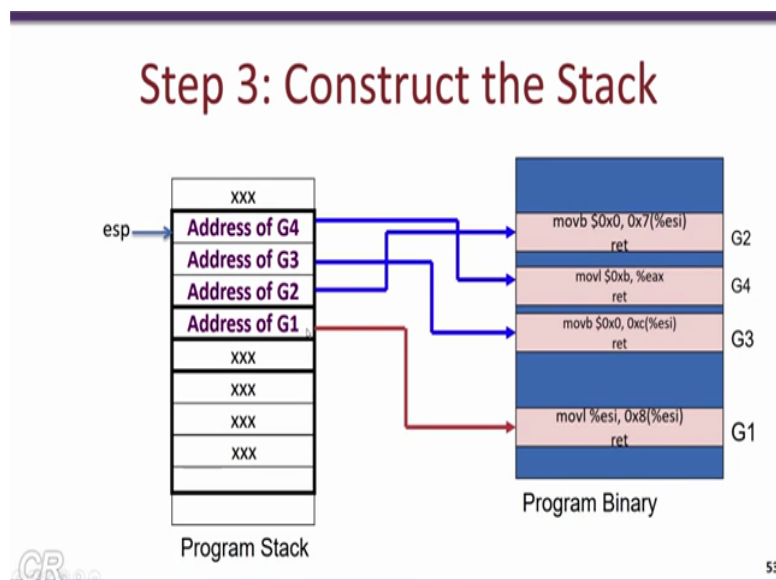 Step 3: Construct the Stack
xxx
esp
Address of G4
Address of G3
Address of G2
Address of G1
xxx
xxx
xxx
xxx
Program Stack
movb $0x0, 0x7(%esi)
ret
G2
movl $0xb, %eax
ret
G4
movb $0x0, 0xc(%esi)
ret
G3
movl %esi, 0x8(%esi)
ret
G1
Program Binary
CR
53